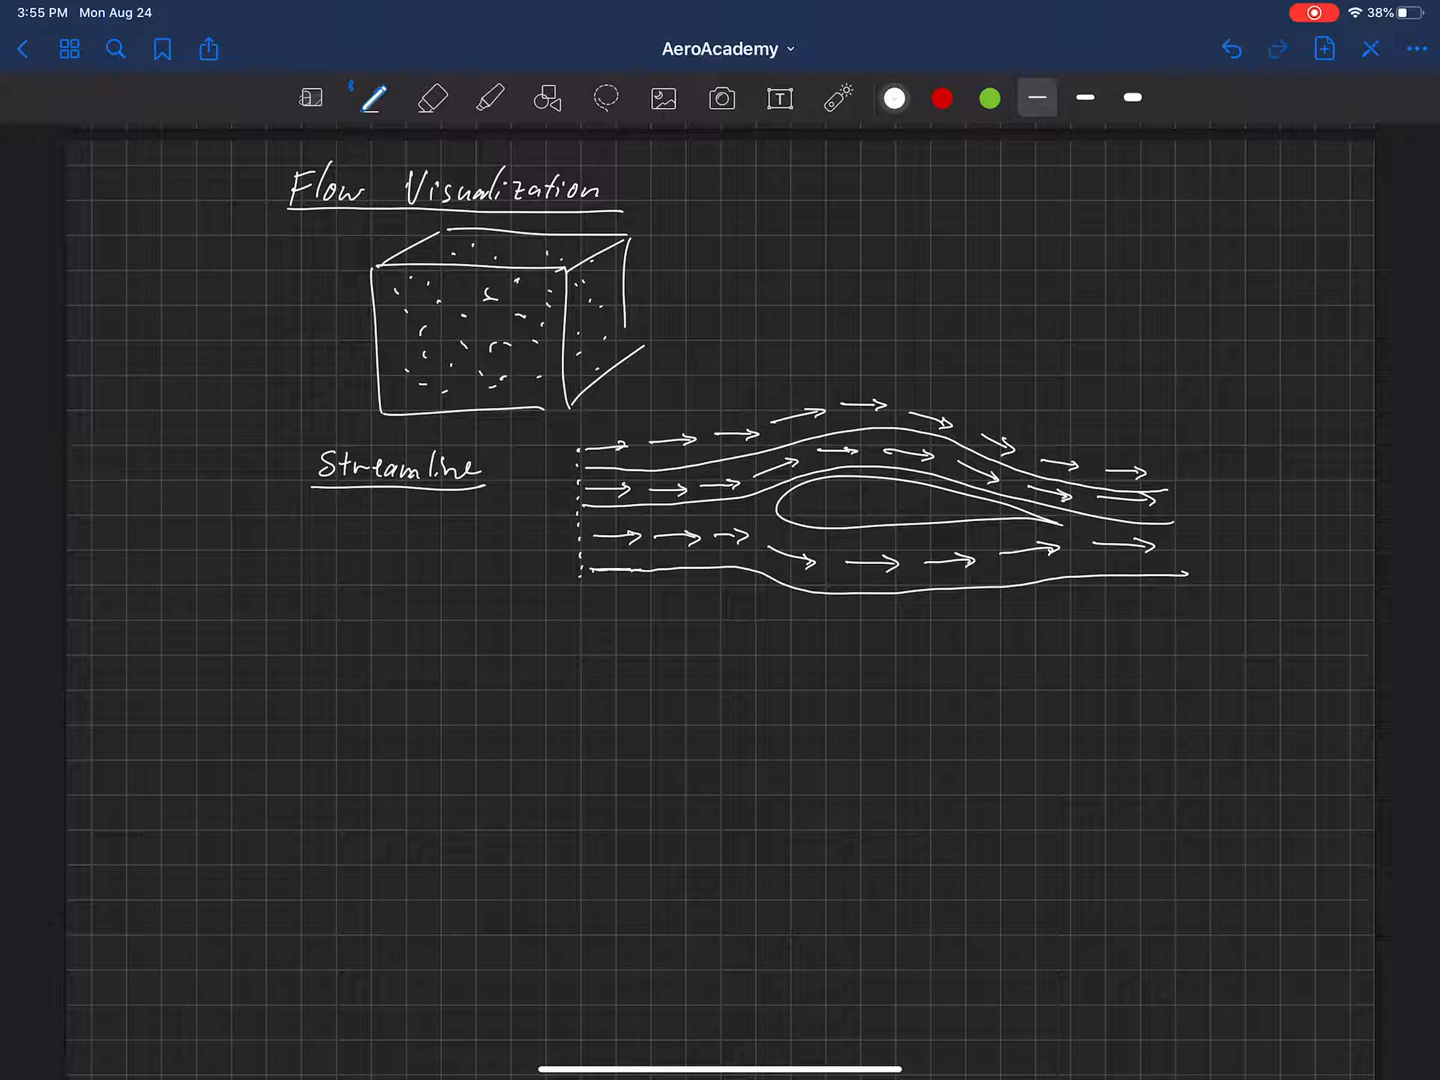 3:55 PM Mon Aug 24
38%
AeroAcademy
T
Flow Visualization
Streamline